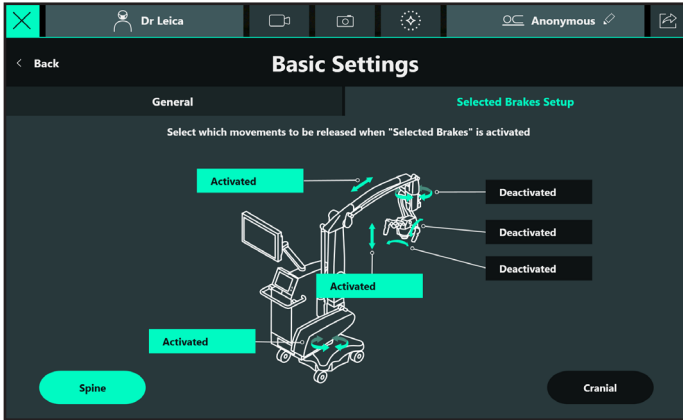 Dr Leica
Anonymous
Back
Basic Settings
General
Selected Brakes Setup
Select which movements to be released when "Selected Brakes" is activated
Activated
Deactivated
Deactivated
Deactivated
Activated
Activated
Spine
Cranial